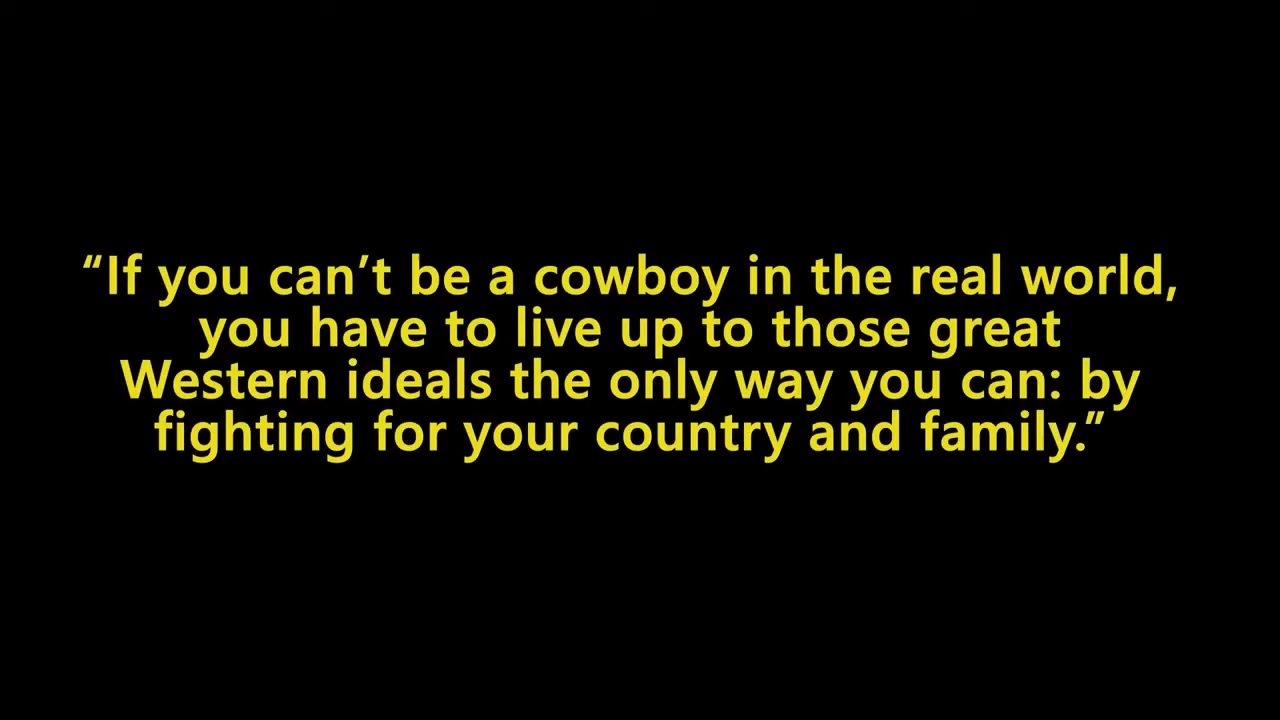 “If you can’t be a cowboy in the real world,
you have to live up to those great
Western ideals the only way you can: by
fighting for your country and family.”